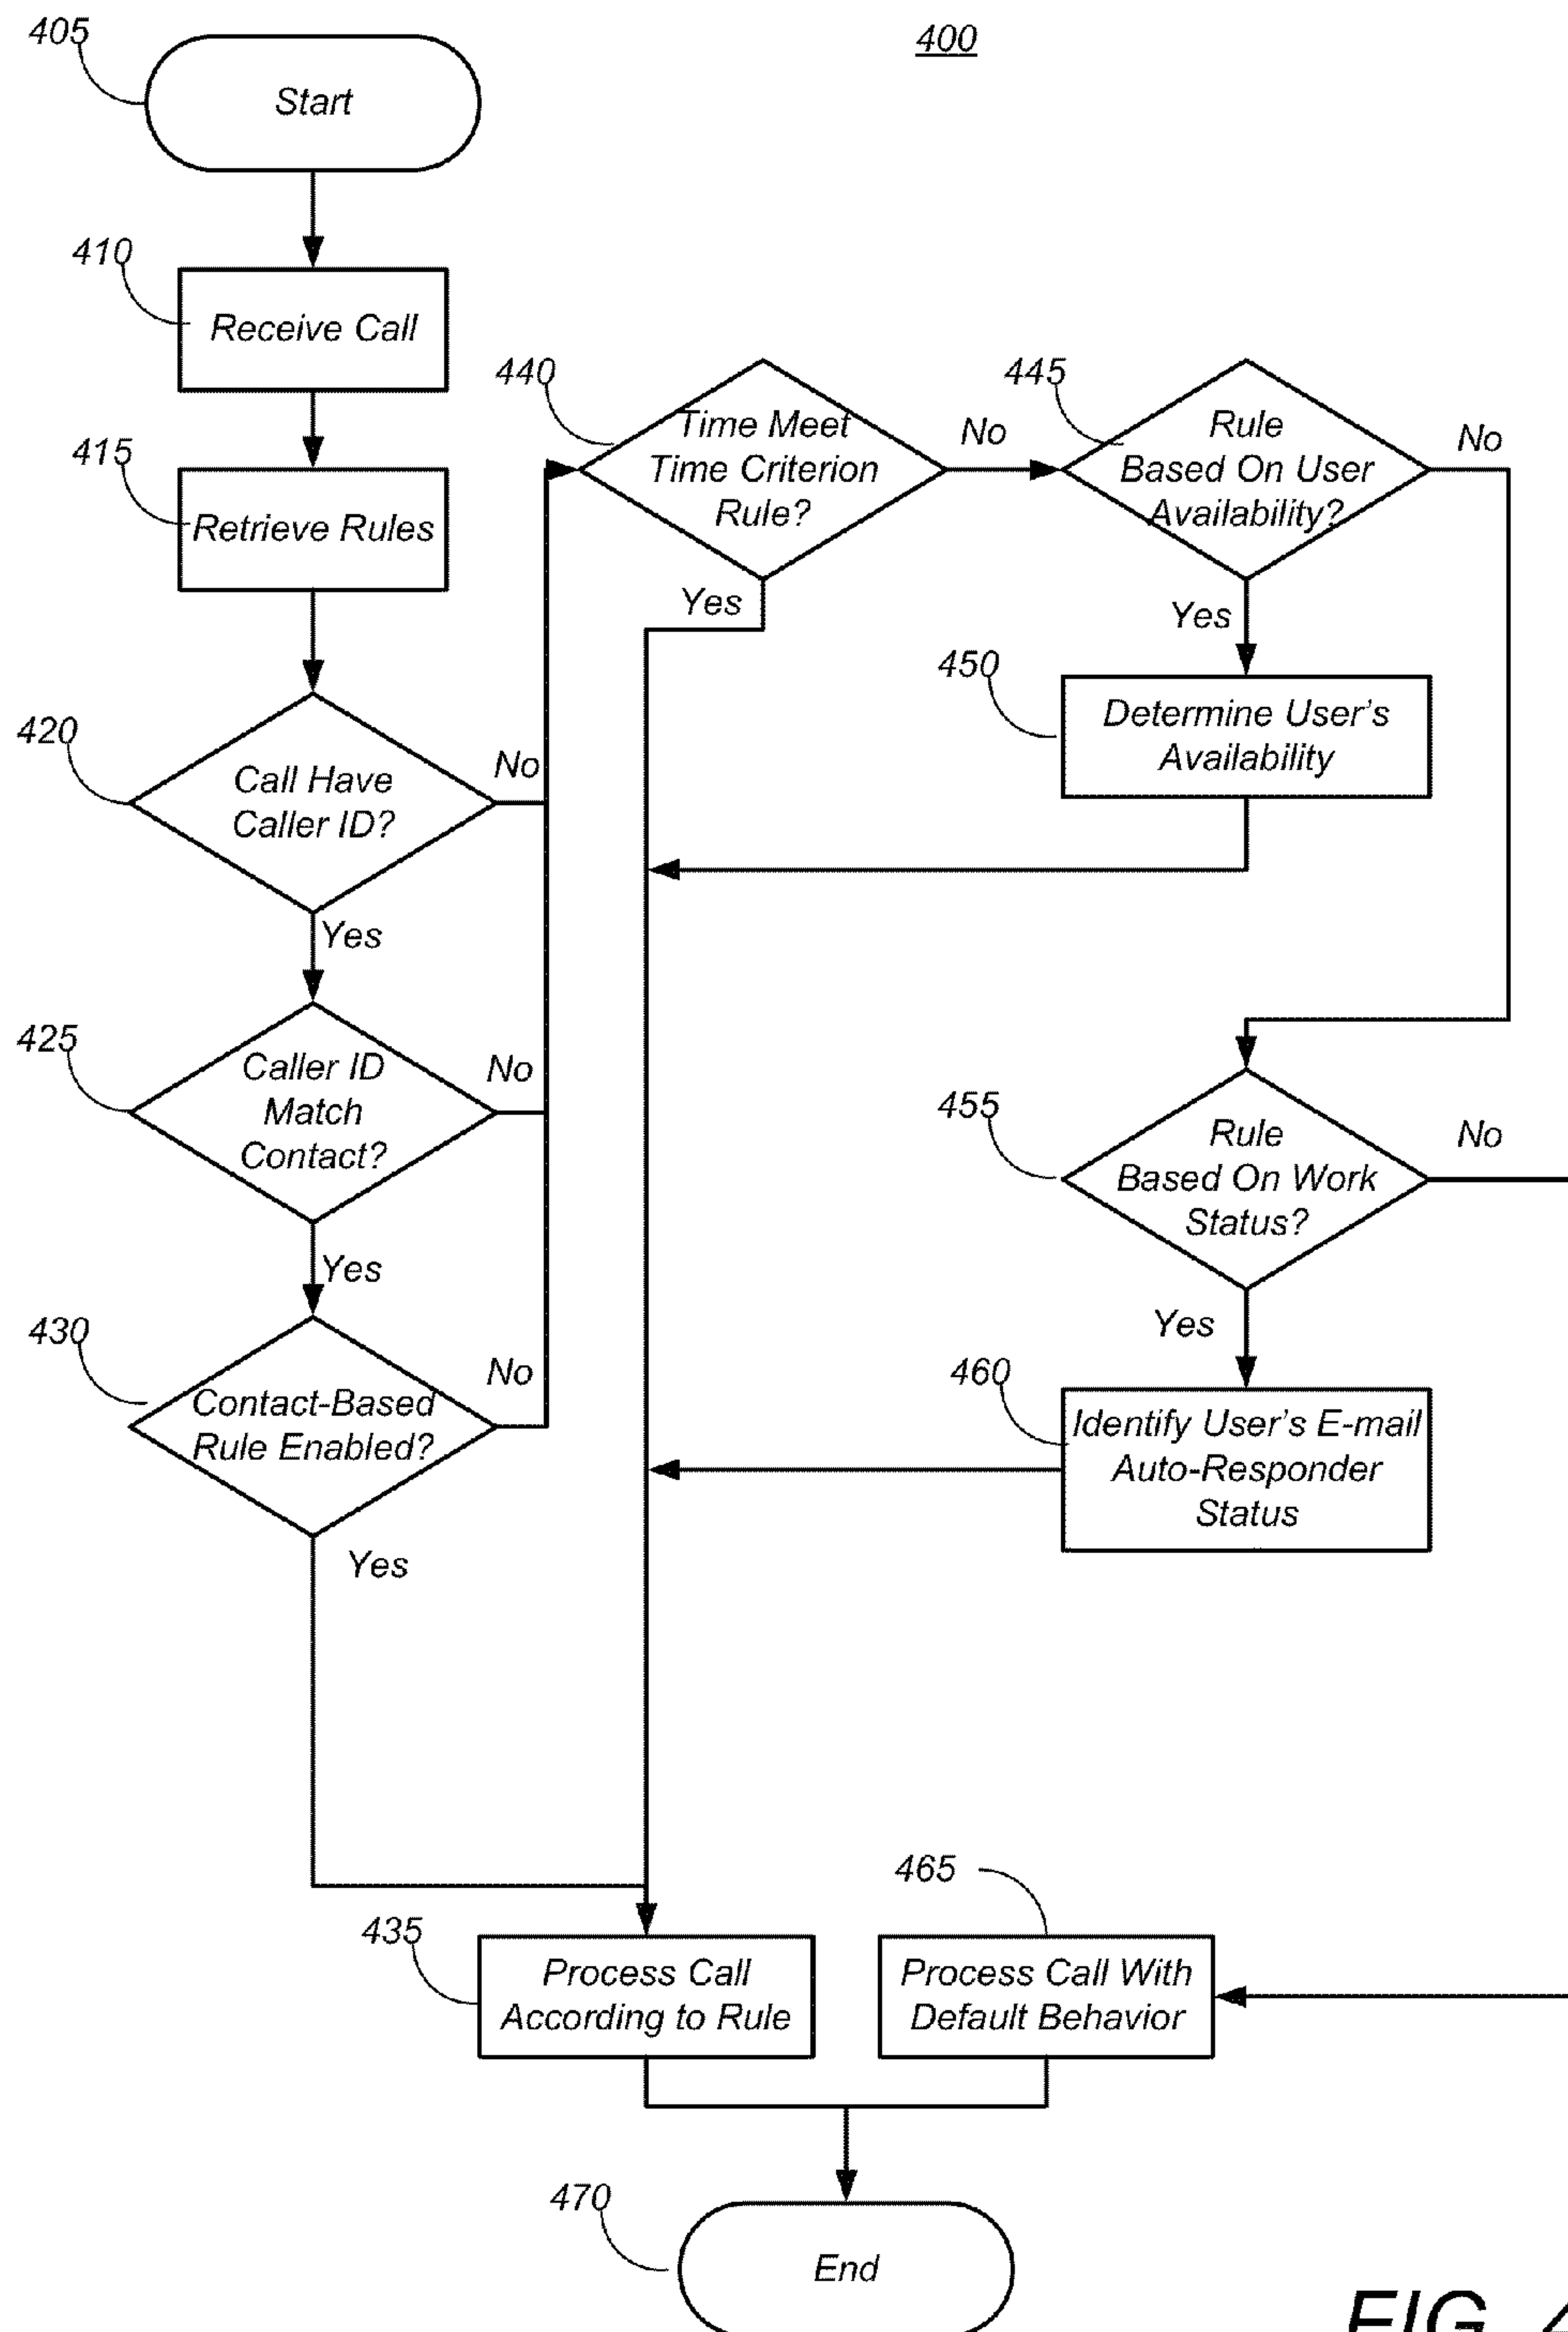 405
400
Start
410
Receive Call
415
Retrieve Rules
440
Time Meet
Time Criterion
Rule?
No
Yes
445
Rule
Based On User
Availability?
No
Yes
450
Determine User's
Availability
420
Call Have
Caller ID?
No
Yes
425
Caller ID
Match
Contact?
No
Yes
430
Contact-Based
Rule Enabled?
No
Yes
455
Rule
Based On Work
Status?
No
Yes
460
Identify User's E-mail
Auto-Responder
Status
435
Process Call
According to Rule
465
Process Call With
Default Behavior
470
End
FIG. 4